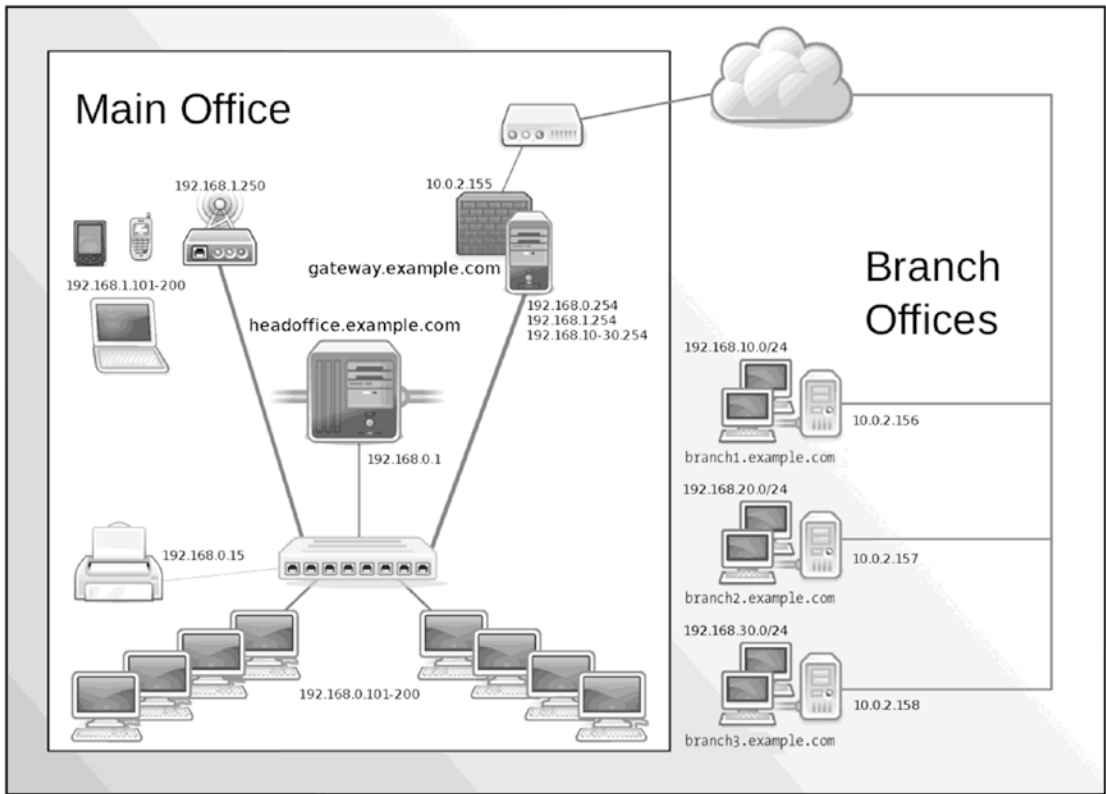 Main Office
192.168.1.250
10.0.2.155
gateway.example.com
192.168.1.101-200
192.168.0.254
192.168.1.254
192.168.10-30.254
headoffice.example.com
192.168.0.1
192.168.0.15
192.168.0.101-200
Branch
Offices
192.168.10.0/24
10.0.2.156
branch1.example.com
192.168.20.0/24
10.0.2.157
branch2.example.com
192.168.30.0/24
10.0.2.158
branch3.example.com